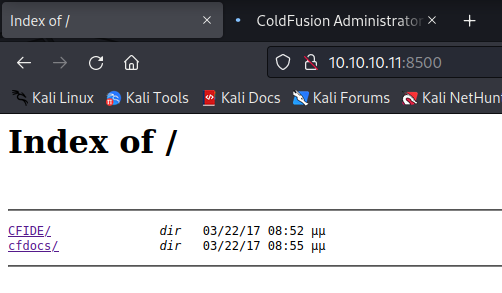 Index of /
ColdFusion Administrator
10.10.10.11:8500
Kali Linux Kali Tools Kali Docs Kali Forums Kali NetHun
Index of /
CFIDE/ dir 03/22/17 08:52 μμ
cfdocs/ dir 03/22/17 08:55 μμ